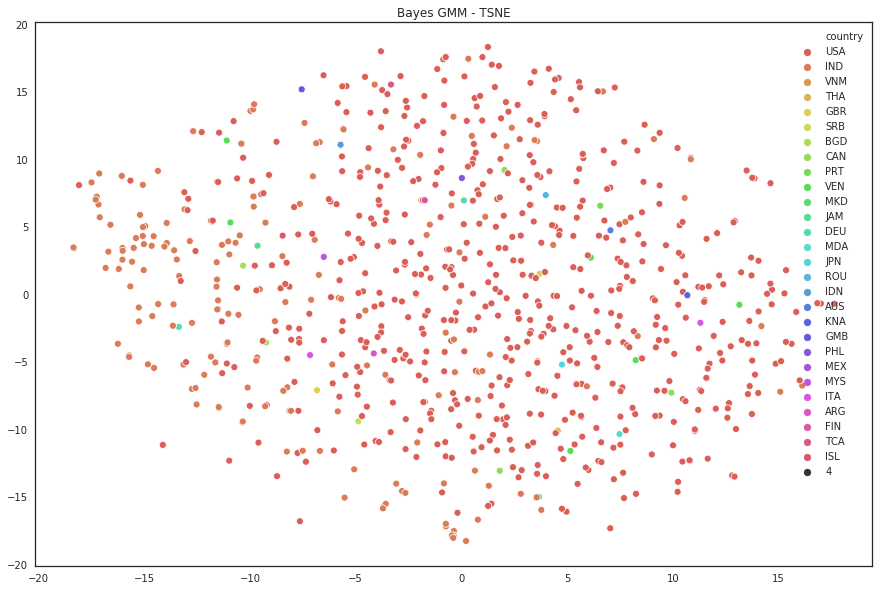 Bayes GMM - TSNE
country
USA
IND
VNM
THA
GBR
SRB
BGD
CAN
PRT
VEN
MKD
JAM
DEU
MDA
JPN
ROU
IDN
AUS
KNA
GMB
PHL
MEX
MYS
ITA
ARG
FIN
TCA
ISL
4
20
15
10
5
0
−5
−10
−15
−20
−20 −15 −10 −5 0 5 10 15